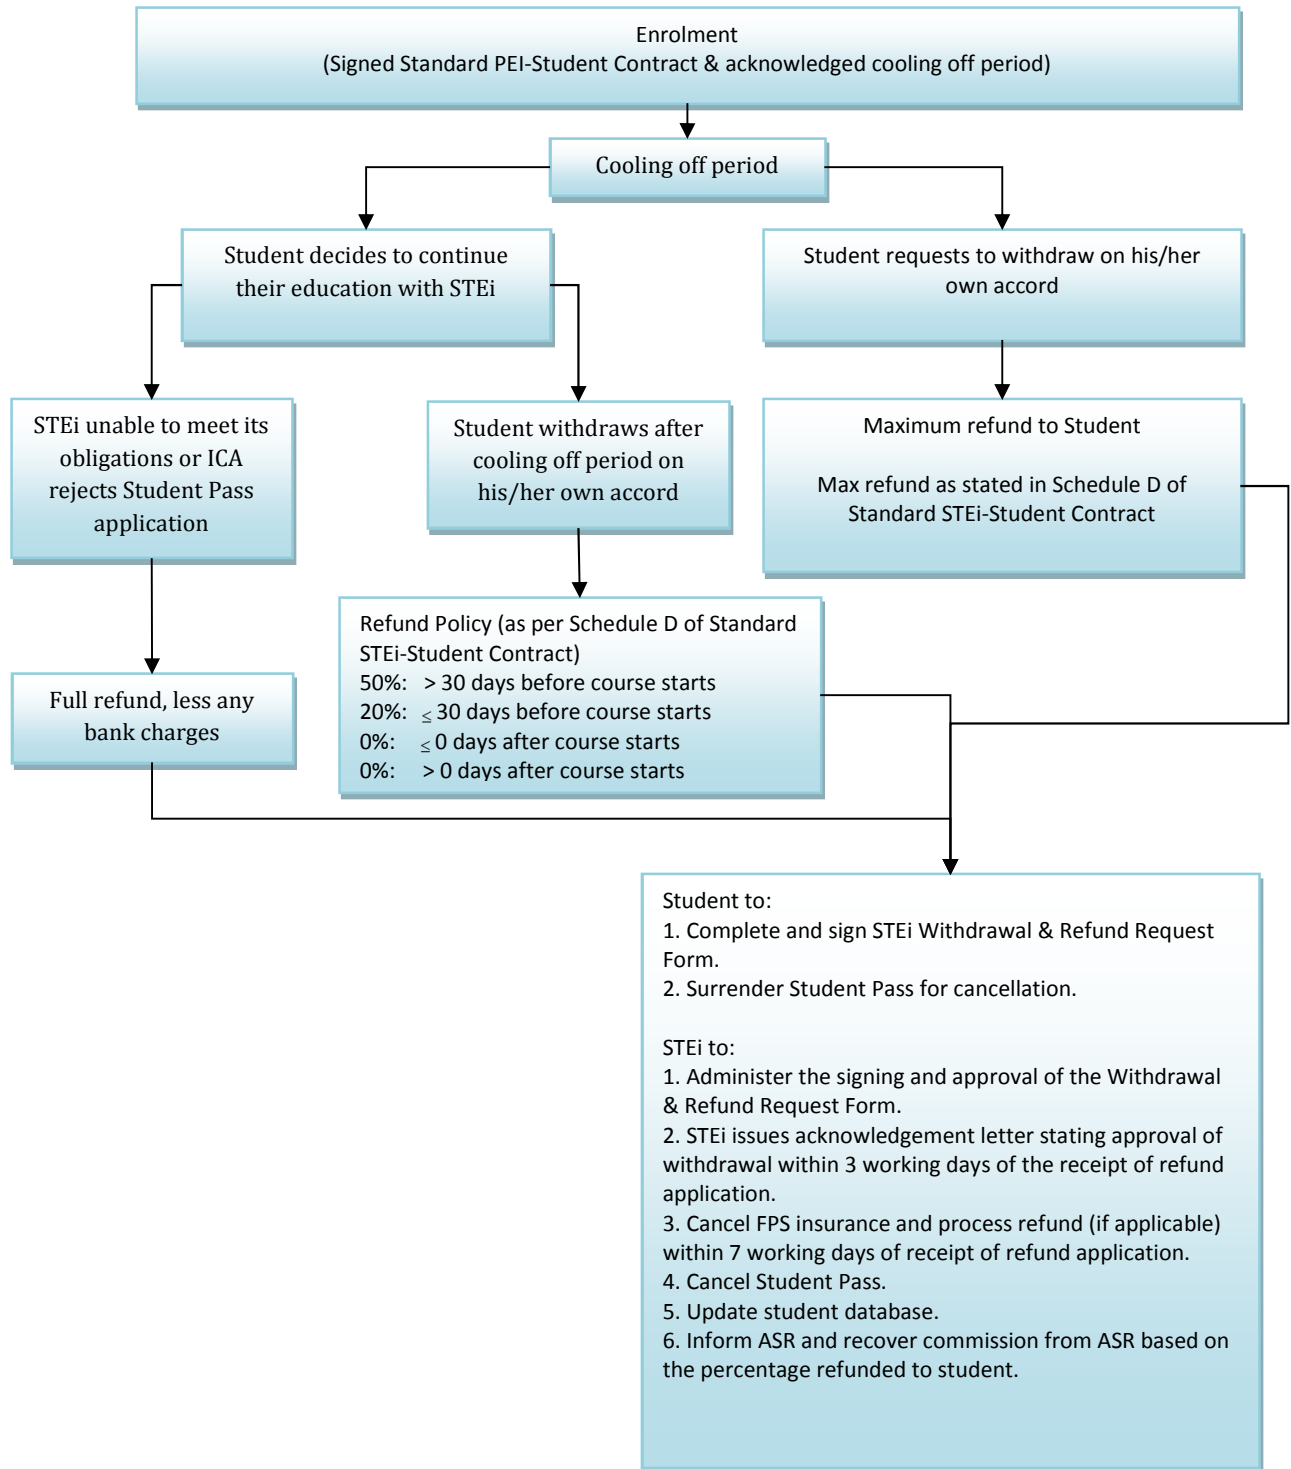 Enrolment
(Signed Standard PEI-Student Contract & acknowledged cooling off period)
Cooling off period
Student decides to continue
their education with STEi
Student requests to withdraw on his/her
own accord
STEi unable to meet its
obligations or ICA
rejects Student Pass
application
Student withdraws after
cooling off period on
his/her own accord
Maximum refund to Student
Max refund as stated in Schedule D of
Standard STEi-Student Contract
Full refund, less any
bank charges
Refund Policy (as per Schedule D of Standard
STEi-Student Contract)
50%: > 30 days before course starts
20%: ≤ 30 days before course starts
0%: ≤ 0 days after course starts
0%: > 0 days after course starts
Student to:
1. Complete and sign STEi Withdrawal & Refund Request
Form.
2. Surrender Student Pass for cancellation.
STEi to:
1. Administer the signing and approval of the Withdrawal
& Refund Request Form.
2. STEi issues acknowledgement letter stating approval of
withdrawal within 3 working days of the receipt of refund
application.
3. Cancel FPS insurance and process refund (if applicable)
within 7 working days of receipt of refund application.
4. Cancel Student Pass.
5. Update student database.
6. Inform ASR and recover commission from ASR based on
the percentage refunded to student.